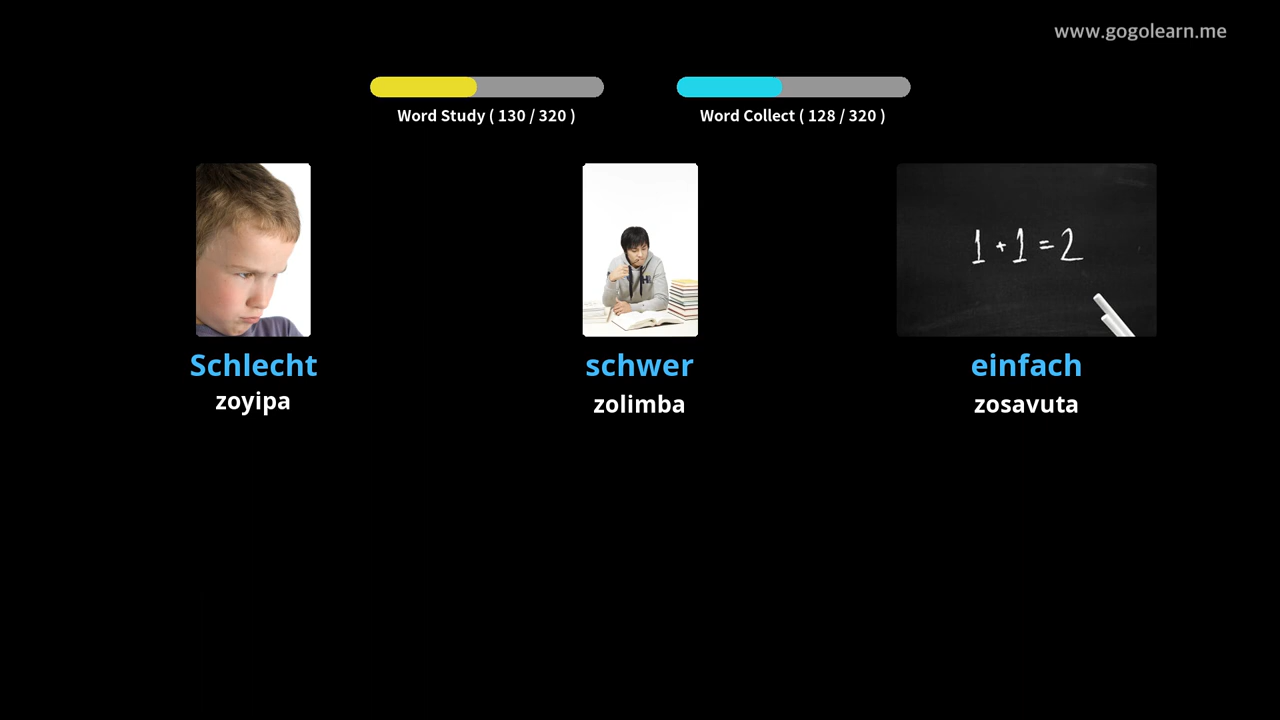 www.gogolearn.me
Word Study ( 130 / 320 )
Word Collect ( 128 / 320 )
1 + 1 = 2
Schlecht
schwer
einfach
zoyipa
zolimba
zosavuta